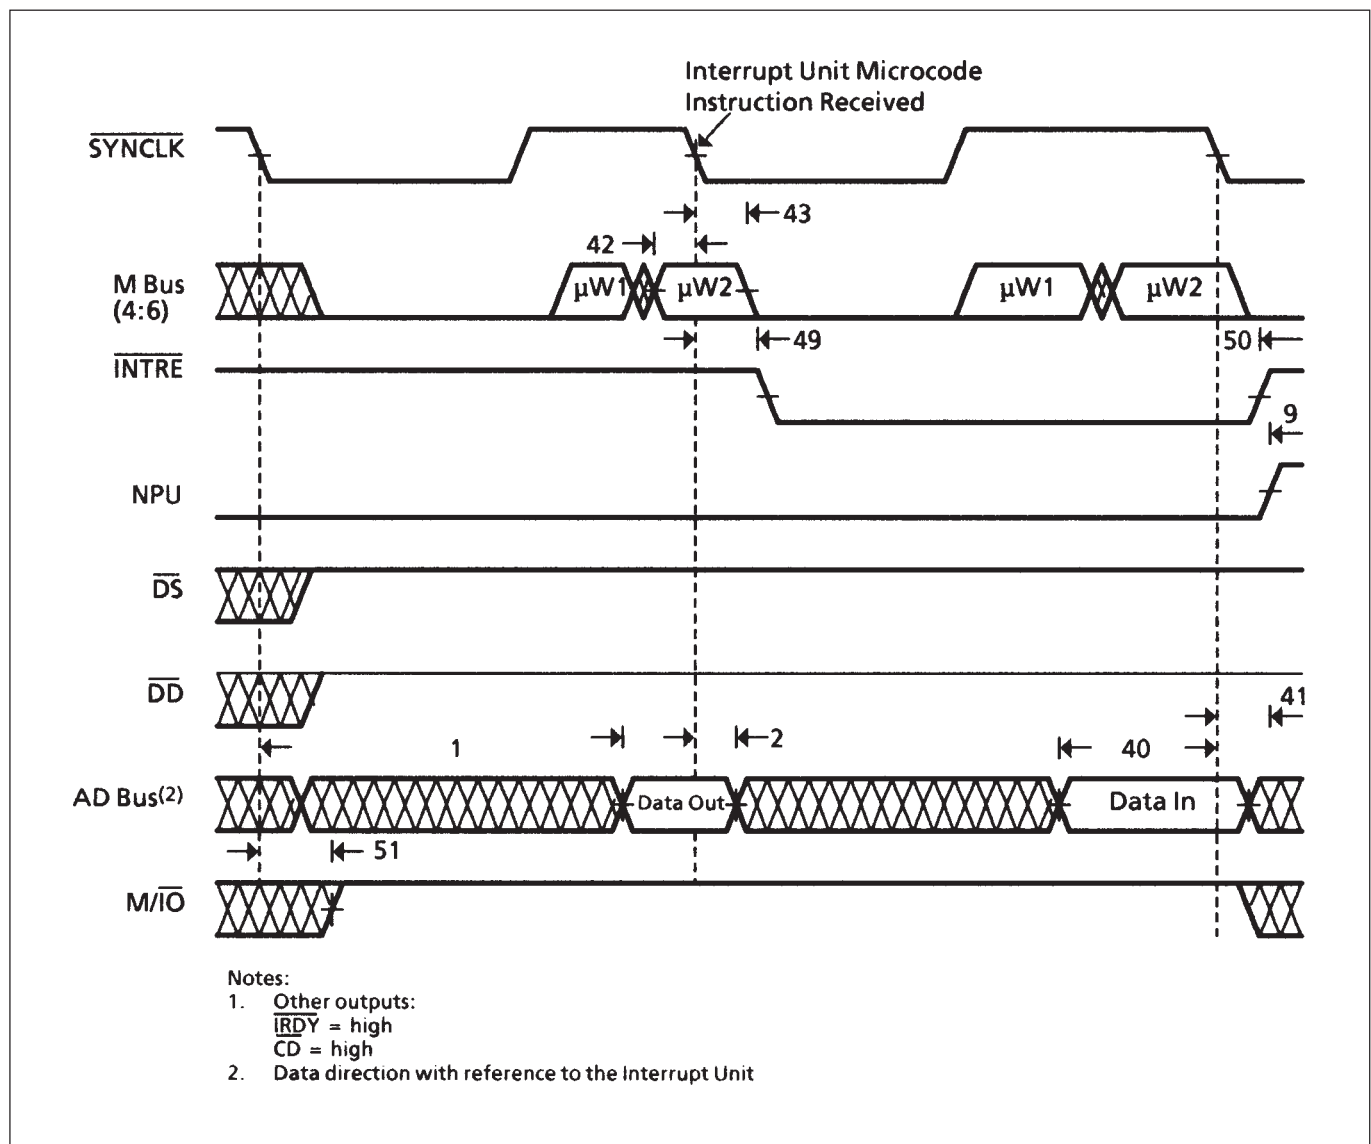 Interrupt Unit Microcode
Instruction Received
SYNCLK
43
42
M Bus
(4:6)
µW1
µW2
µW1
µW2
49
50
INTRE
9
NPU
DS
DD
41
1
2
40
AD Bus(2)
Data Out
Data In
51
M/IO
Notes:
1. Other outputs:
IRDY = high
CD = high
2. Data direction with reference to the Interrupt Unit